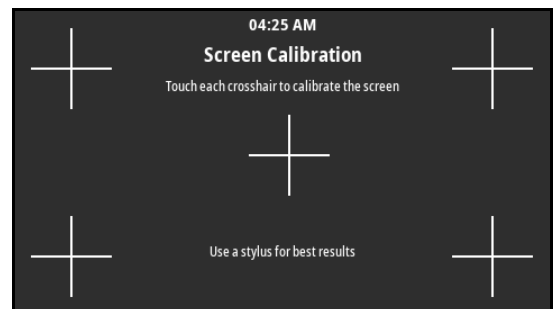 04:25 AM
Screen Calibration
Touch each crosshair to calibrate the screen
Use a stylus for best results